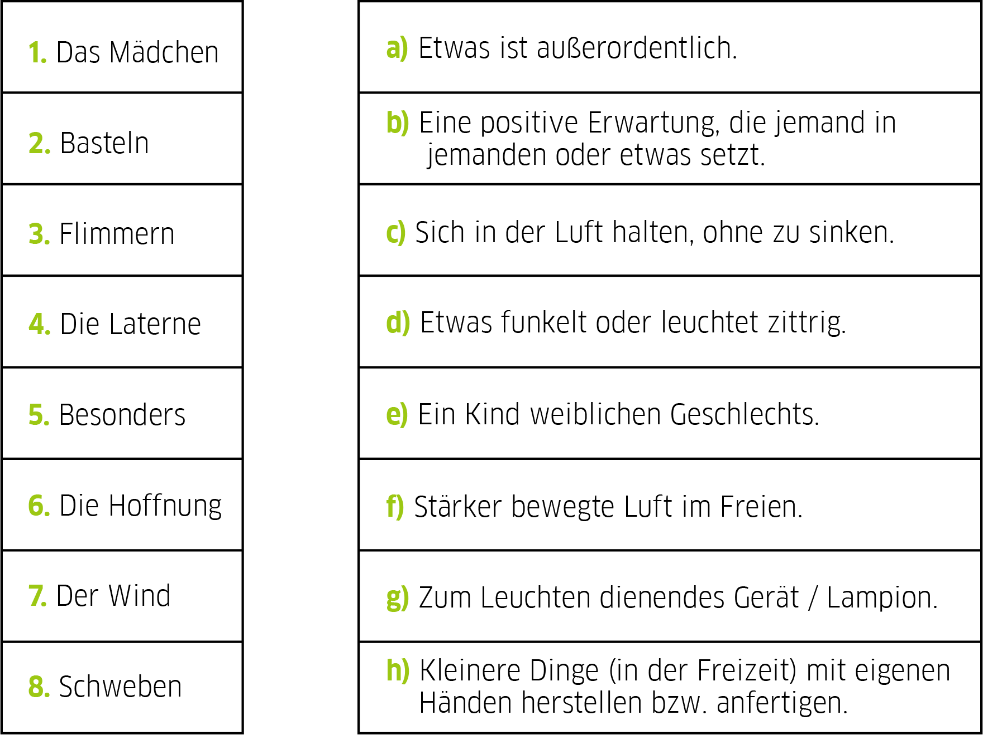 1. Das Mädchen
2. Basteln
3. Flimmern
4. Die Laterne
5. Besonders
6. Die Hoffnung
7. Der Wind
8. Schweben
a) Etwas ist außerordentlich.
b) Eine positive Erwartung, die jemand in
jemanden oder etwas setzt.
c) Sich in der Luft halten, ohne zu sinken.
d) Etwas funkelt oder leuchtet zittrig.
e) Ein Kind weiblichen Geschlechts.
f) Stärker bewegte Luft im Freien.
g) Zum Leuchten dienendes Gerät / Lampion.
h) Kleinere Dinge (in der Freizeit) mit eigenen
Händen herstellen bzw. anfertigen.